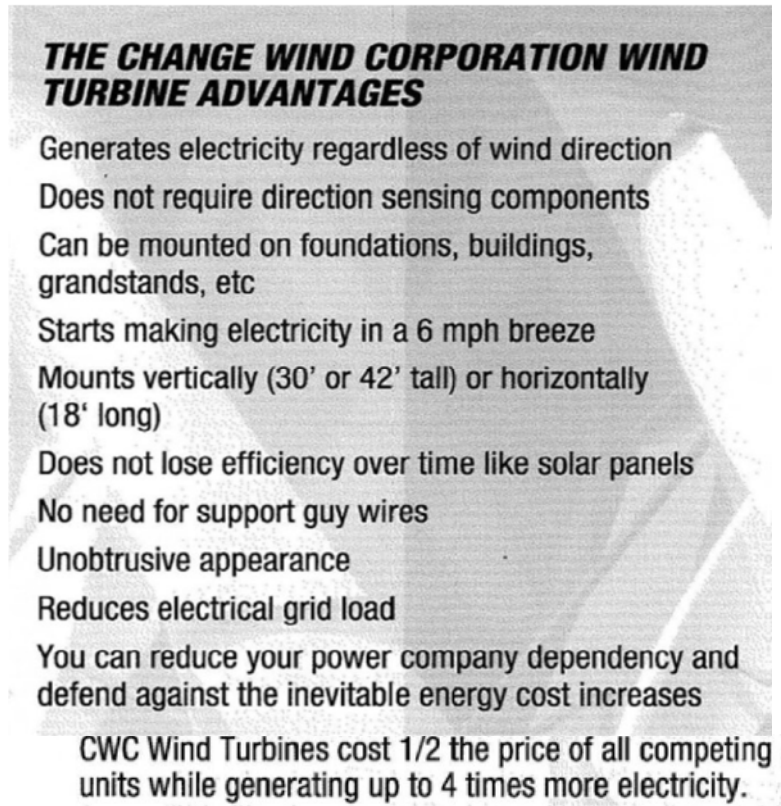 THE CHANGE WIND CORPORATION WIND
TURBINE ADVANTAGES
Generates electricity regardless of wind direction
Does not require direction sensing components
Can be mounted on foundations, buildings,
grandstands, etc
Starts making electricity in a 6 mph breeze
Mounts vertically (30’ or 42’ tall) or horizontally
(18‘ long)
Does not lose efficiency over time like solar panels
No need for support guy wires
Unobtrusive appearance
Reduces electrical grid load
You can reduce your power company dependency and
defend against the inevitable energy cost increases
CWC Wind Turbines cost 1/2 the price of all competing
units while generating up to 4 times more electricity.